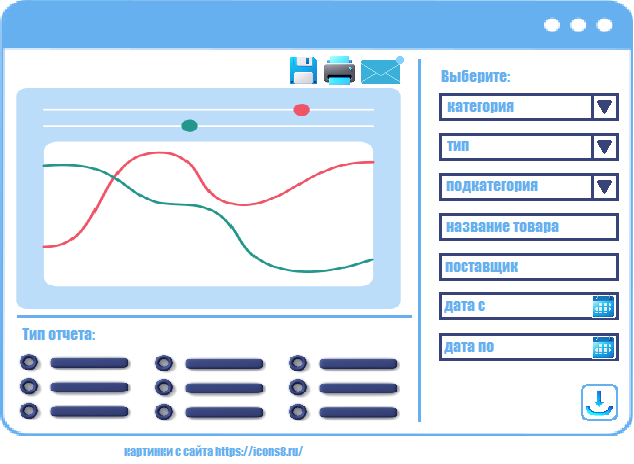 Выберите:
категория
тип
подкатегория
название товара
поставщик
дата с
дата по
Тип отчета:
картинки с сайта https://icons8.ru/